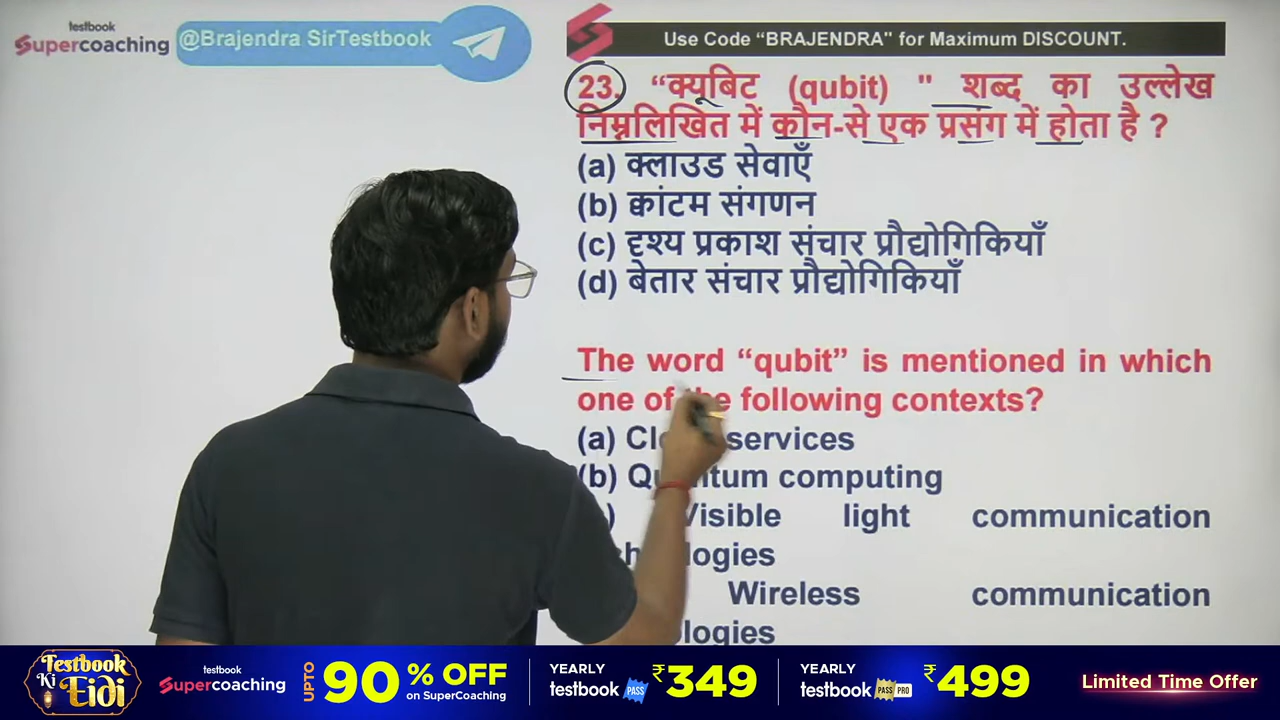 testbook
Supercoaching
@Brajendra SirTestbook
Use Code “BRAJENDRA" for Maximum DISCOUNT.
23. “क्यूबिट (qubit) " शब्द का उल्लेख
निम्नलिखित में कौन-से एक प्रसंग में होता है ?
(a) क्लाउड सेवाएँ
(b) क्वांटम संगणन
(c) दृश्य प्रकाश संचार प्रौद्योगिकियाँ
(d) बेतार संचार प्रौद्योगिकियाँ
The word “qubit” is mentioned in which
one of the following contexts?
(a) services
(b) computing
Visible light communication
Wireless communication
Testbook
Ki Eidi
testbook
Supercoaching
UPTO 90 % OFF
on SuperCoaching
YEARLY
testbook PASS
₹349
YEARLY
testbook PASS PRO
₹499
Limited Time Offer